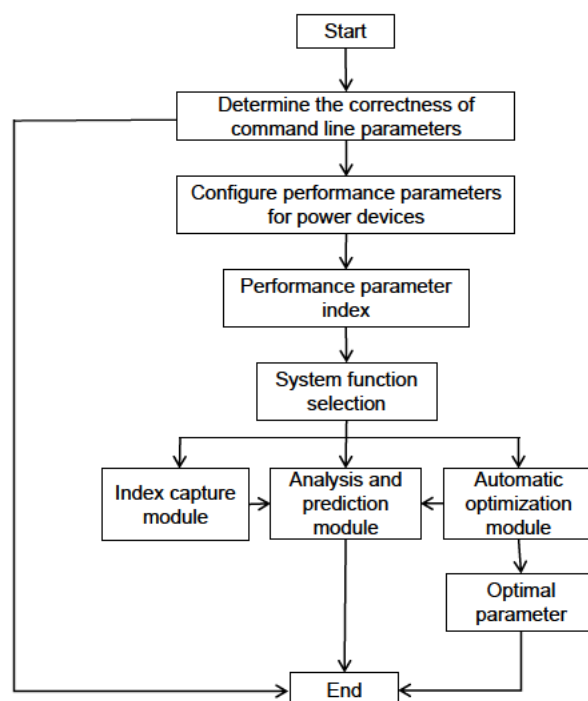 Start
Determine the correctness of
command line parameters
Configure performance parameters
for power devices
Performance parameter
index
System function
selection
Index capture
module
Analysis and
prediction
module
Automatic
optimization
module
Optimal
parameter
End